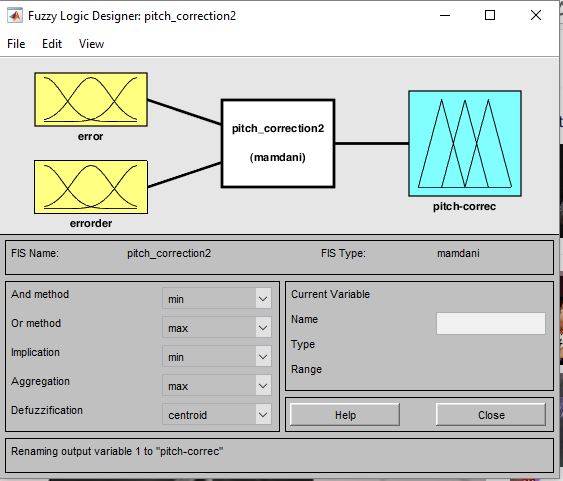 Fuzzy Logic Designer: pitch_correction2
File Edit View
error
errorder
pitch_correction2
(mamdani)
pitch-correc
FIS Name: pitch_correction2 FIS Type: mamdani
And method min
Or method max
Implication min
Aggregation max
Defuzzification centroid
Current Variable
Name
Type
Range
Help Close
Renaming output variable 1 to "pitch-correc"